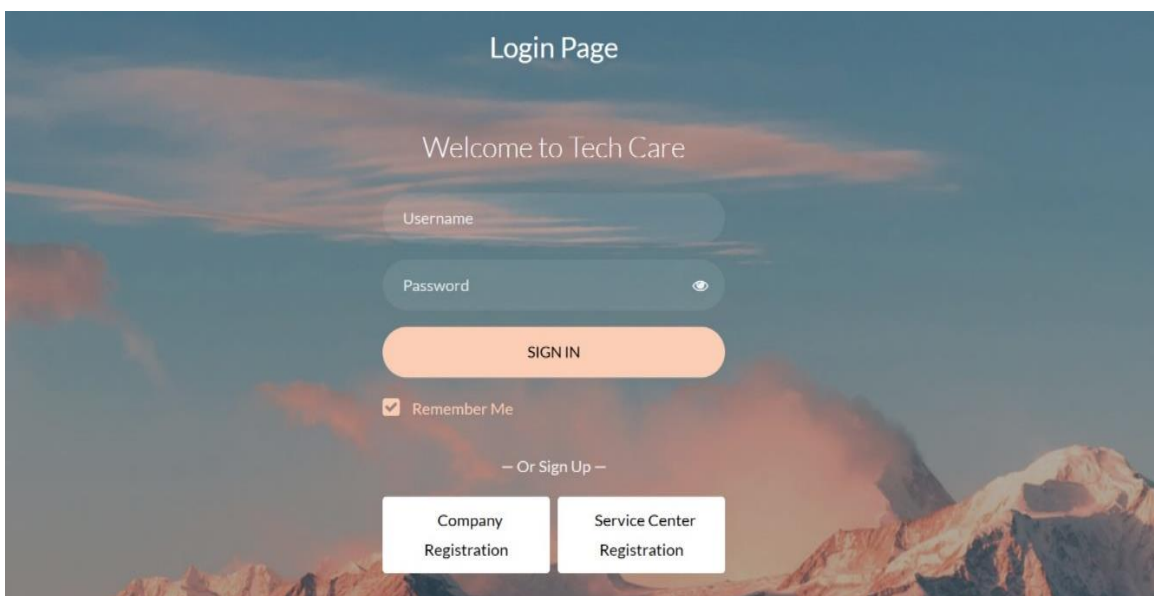 Login Page
Welcome to Tech Care
Username
Password
SIGN IN
Remember Me
— Or Sign Up —
Company
Registration
Service Center
Registration